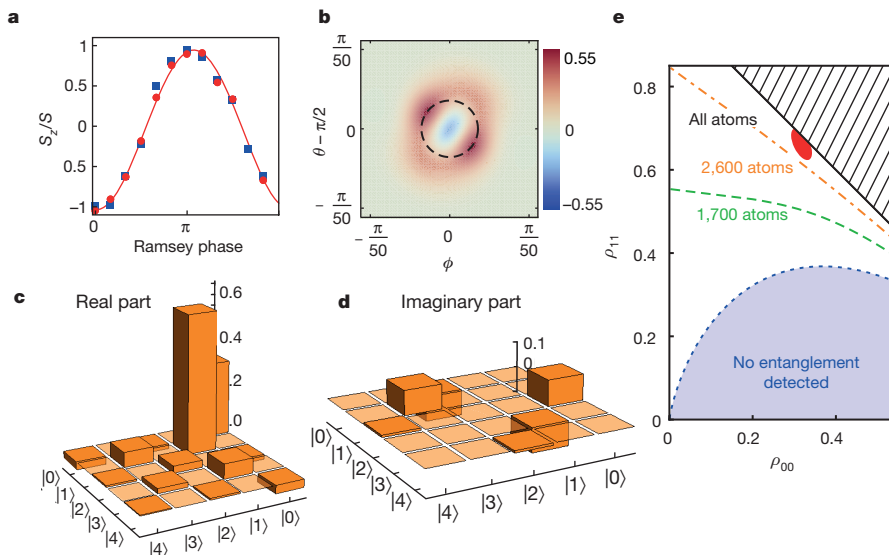 a
1
0.5
0
0.5
−1
S_z/S
0
π
Ramsey phase
b
π
50
0
− π
50
θ − π/2
− π
50
0
π
50
ϕ
0.55
0
−0.55
c
Real part
0.6
0.4
.2
.0
|0⟩
|1⟩
|2⟩
|3⟩
|4⟩
|4⟩
|3⟩
|2⟩
|1⟩
|0⟩
d
Imaginary part
0.1
0
|0⟩
|1⟩
|2⟩
|3⟩
|4⟩
|4⟩
|3⟩
|2⟩
|1⟩
|0⟩
e
0.8
0.6
0.4
0.2
0
ρ11
All atoms
2,600 atoms
1,700 atoms
No entanglement
detected
0
0.2
0.4
ρ00